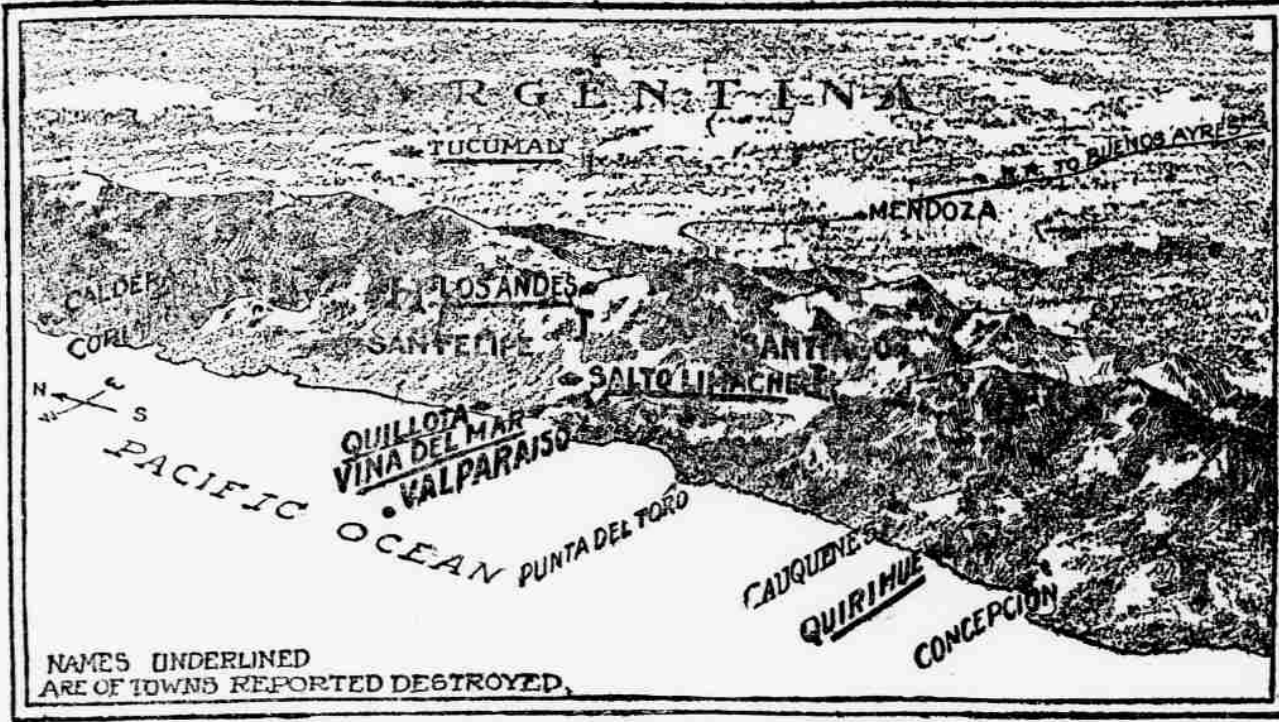 ARGENTINA
TUCUMAN
TO BUENOS AYRES
MENDOZA
LOS ANDES
SAN FELIPE
SANTIAGO
SALTO LIMACHE
N
S
W
QUILLOTA
VINA DEL MAR
VALPARAISO
PACIFIC OCEAN
PUNTA DEL TORO
CAUQUENES
QUIRIHUE
CONCEPCION
NAMES UNDERLINED
ARE OF TOWNS REPORTED DESTROYED.